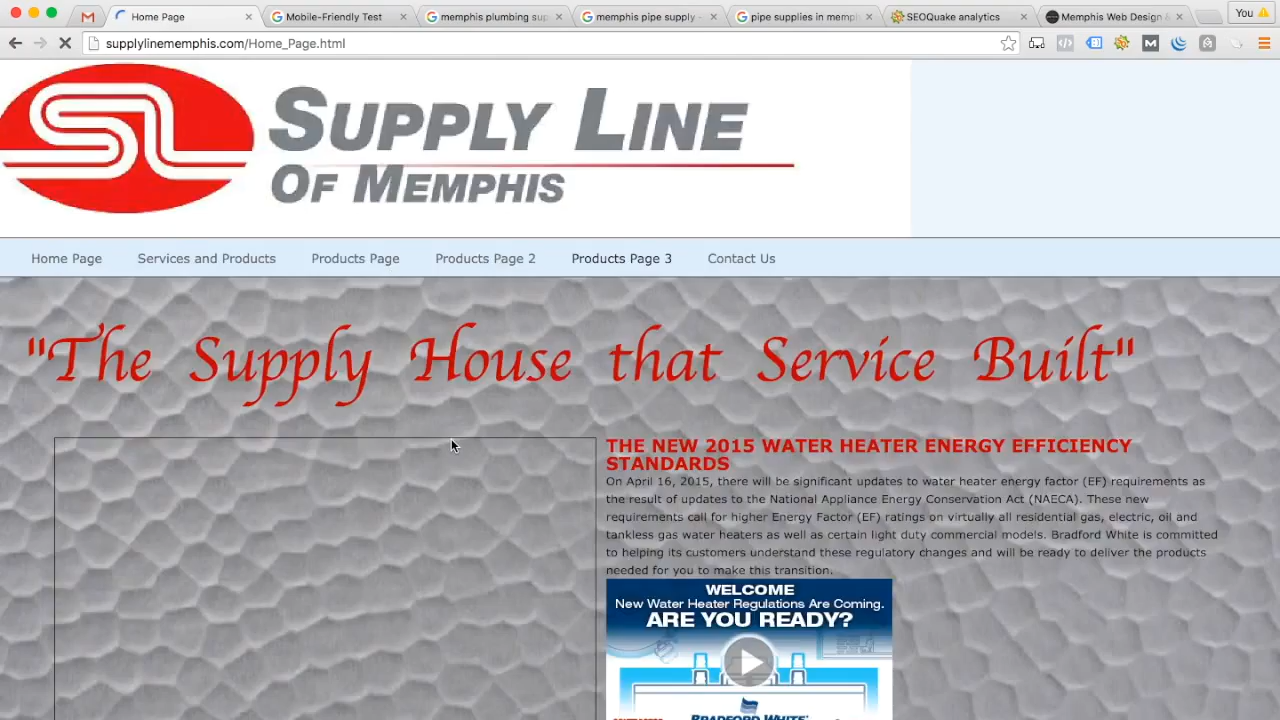 Home Page
Mobile-Friendly Test
memphis plumbing sup
memphis pipe supply -
pipe supplies in memph
SEOQuake analytics
Memphis Web Design &
You
supplylinememphis.com/Home_Page.html
SL
SUPPLY LINE
OF MEMPHIS
Home Page
Services and Products
Products Page
Products Page 2
Products Page 3
Contact Us
"The Supply House that Service Built"
THE NEW 2015 WATER HEATER ENERGY EFFICIENCY
STANDARDS
On April 16, 2015, there will be significant updates to water heater energy factor (EF) requirements as
the result of updates to the National Appliance Energy Conservation Act (NAECA). These new
requirements call for higher Energy Factor (EF) ratings on virtually all residential gas, electric, oil and
tankless gas water heaters as well as certain light duty commercial models. Bradford White is committed
to helping its customers understand these regulatory changes and will be ready to deliver the products
needed for you to make this transition.
WELCOME
New Water Heater Regulations Are Coming.
ARE YOU READY?
BRADFORD WHITE